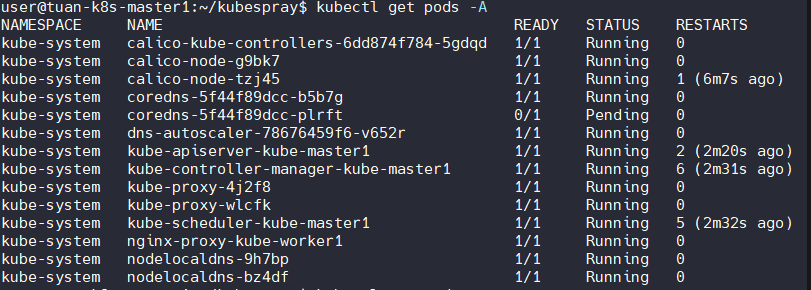 user@tuan-k8s-master1:~/kubespray$ kubectl get pods -A
NAMESPACE NAME READY STATUS RESTARTS
kube-system calico-kube-controllers-6dd874f784-5gdqd 1/1 Running 0
kube-system calico-node-g9bk7 1/1 Running 0
kube-system calico-node-tzj45 1/1 Running 1 (6m7s ago)
kube-system coredns-5f44f89dcc-b5b7g 1/1 Running 0
kube-system coredns-5f44f89dcc-plrft 0/1 Pending 0
kube-system dns-autoscaler-78676459f6-v652r 1/1 Running 0
kube-system kube-apiserver-kube-master1 1/1 Running 2 (2m20s ago)
kube-system kube-controller-manager-kube-master1 1/1 Running 6 (2m31s ago)
kube-system kube-proxy-4j2f8 1/1 Running 0
kube-system kube-proxy-wlcfk 1/1 Running 0
kube-system kube-scheduler-kube-master1 1/1 Running 5 (2m32s ago)
kube-system nginx-proxy-kube-worker1 1/1 Running 0
kube-system nodelocaldns-9h7bp 1/1 Running 0
kube-system nodelocaldns-bz4df 1/1 Running 0